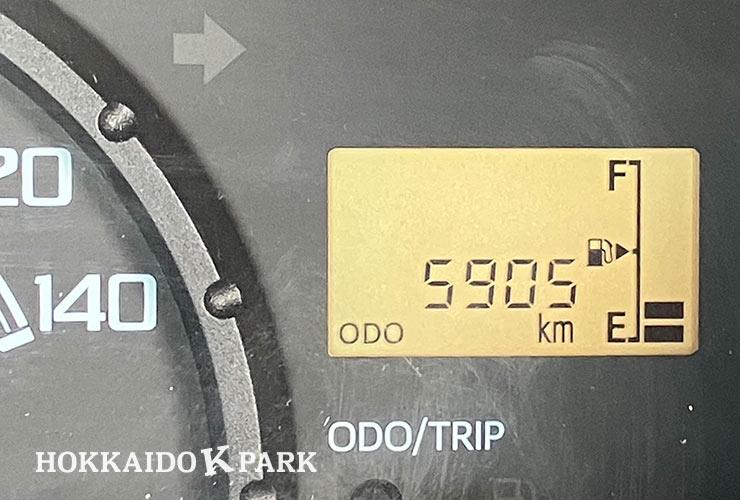 20
140
F
5905
km
E
ODO
ODO/TRIP
HOKKAIDO K PARK